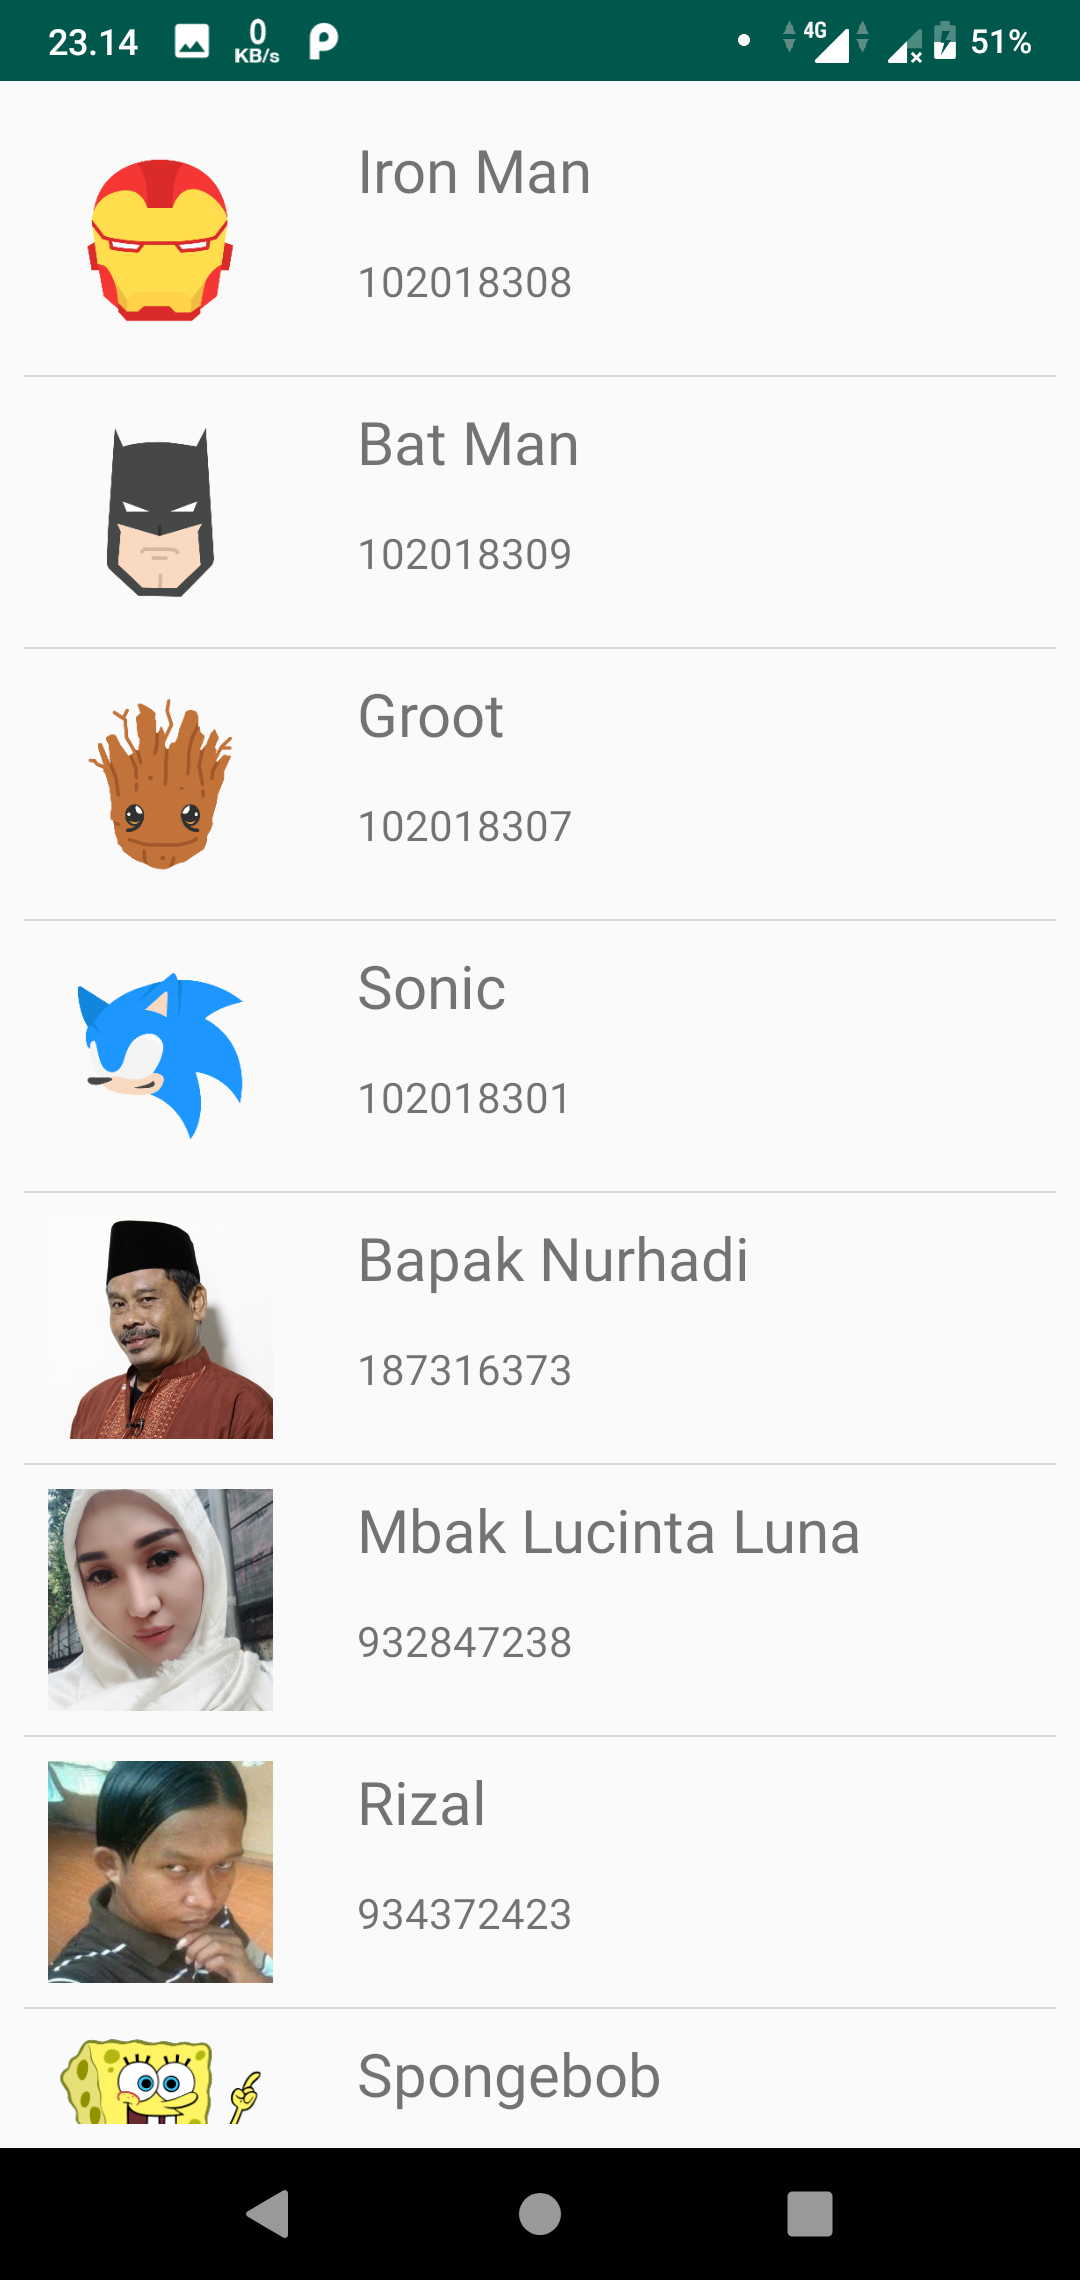 23.14
0
KB/s
4G
51%
Iron Man
102018308
Bat Man
102018309
Groot
102018307
Sonic
102018301
Bapak Nurhadi
187316373
Mbak Lucinta Luna
932847238
Rizal
934372423
Spongebob